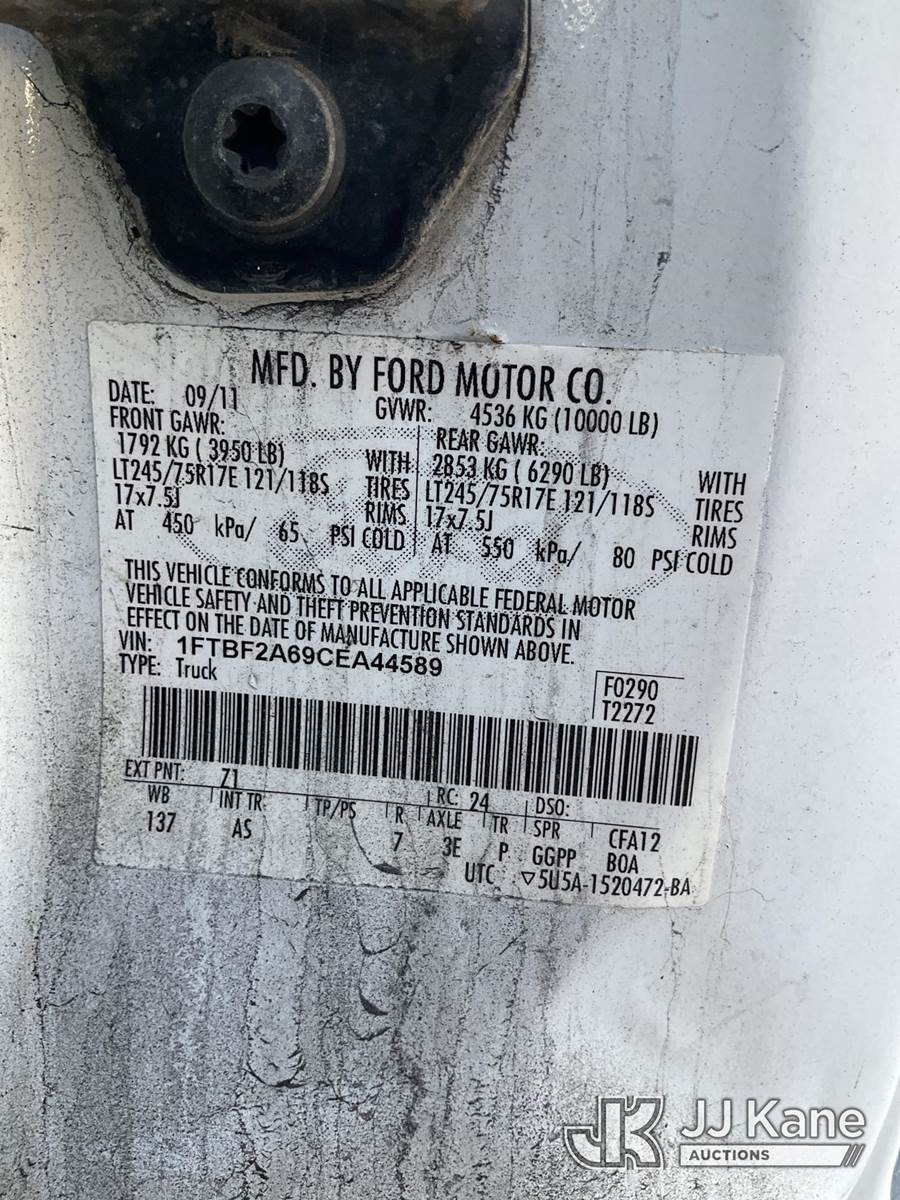 MFD. BY FORD MOTOR CO.
DATE: 09/11 GVWR: 4536 KG (10000 LB)
FRONT GAWR: REAR GAWR:
1792 KG ( 3950 LB) WITH 2853 KG ( 6290 LB) WITH
LT245/75R17E 121/118S TIRES LT245/75R17E 121/118S TIRES
17x7.5J RIMS 17x7.5J RIMS
AT 450 kPa/ 65 PSI COLD AT 550 kPa/ 80 PSI COLD
THIS VEHICLE CONFORMS TO ALL APPLICABLE FEDERAL MOTOR
VEHICLE SAFETY AND THEFT PREVENTION STANDARDS IN
EFFECT ON THE DATE OF MANUFACTURE SHOWN ABOVE.
VIN: 1FTBF2A69CEA44589
TYPE: Truck
F0290
T2272
EXT PNT: Z1 RC: 24 DSO:
WB INT TR TP/PS R AXLE TR SPR CFA12
137 AS 7 3E P GGPP BOA
UTC ▽5U5A-1520472-BA
JK JJ Kane
AUCTIONS